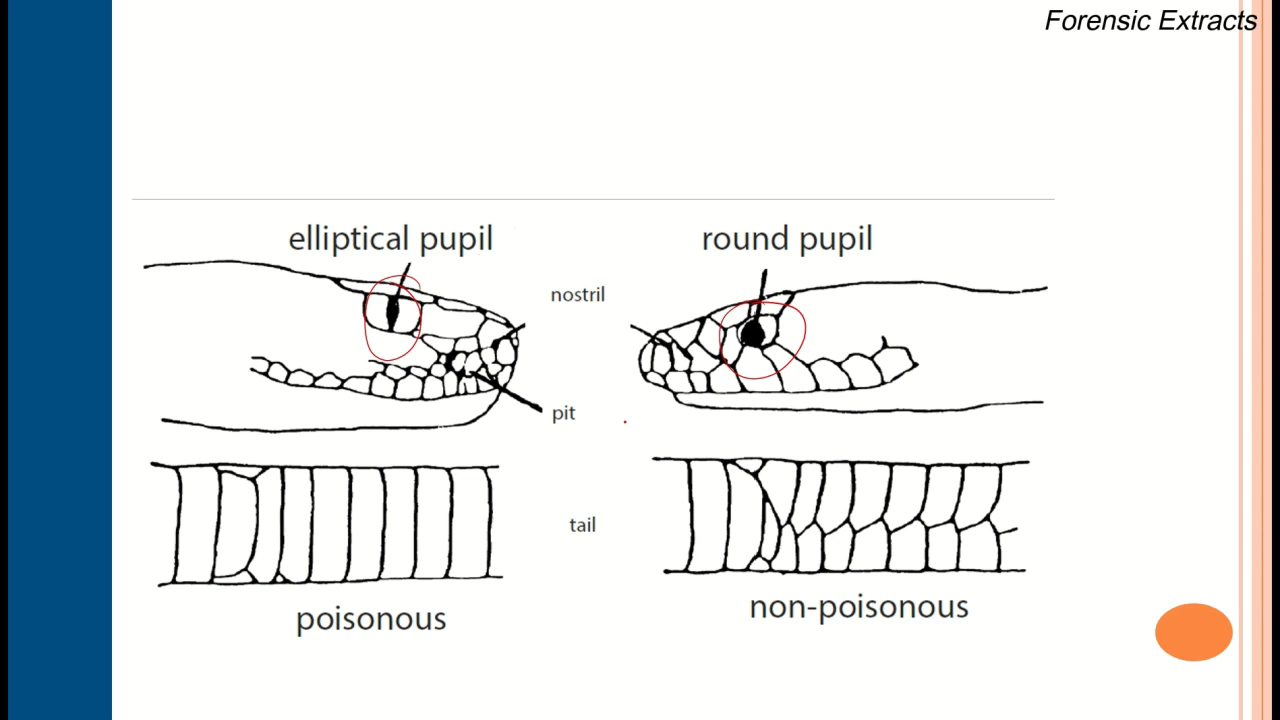 Forensic Extracts
elliptical pupil
round pupil
nostril
pit
tail
poisonous
non-poisonous